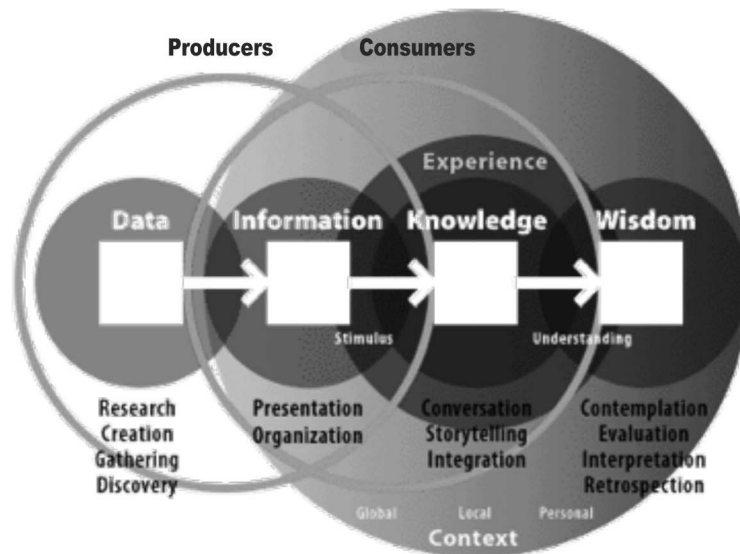 Producers Consumers
Experience
Data Information Knowledge Wisdom
Stimulus Understanding
Research
Creation
Gathering
Discovery
Presentation
Organization
Conversation
Storytelling
Integration
Contemplation
Evaluation
Interpretation
Retrospection
Global Local Personal
Context